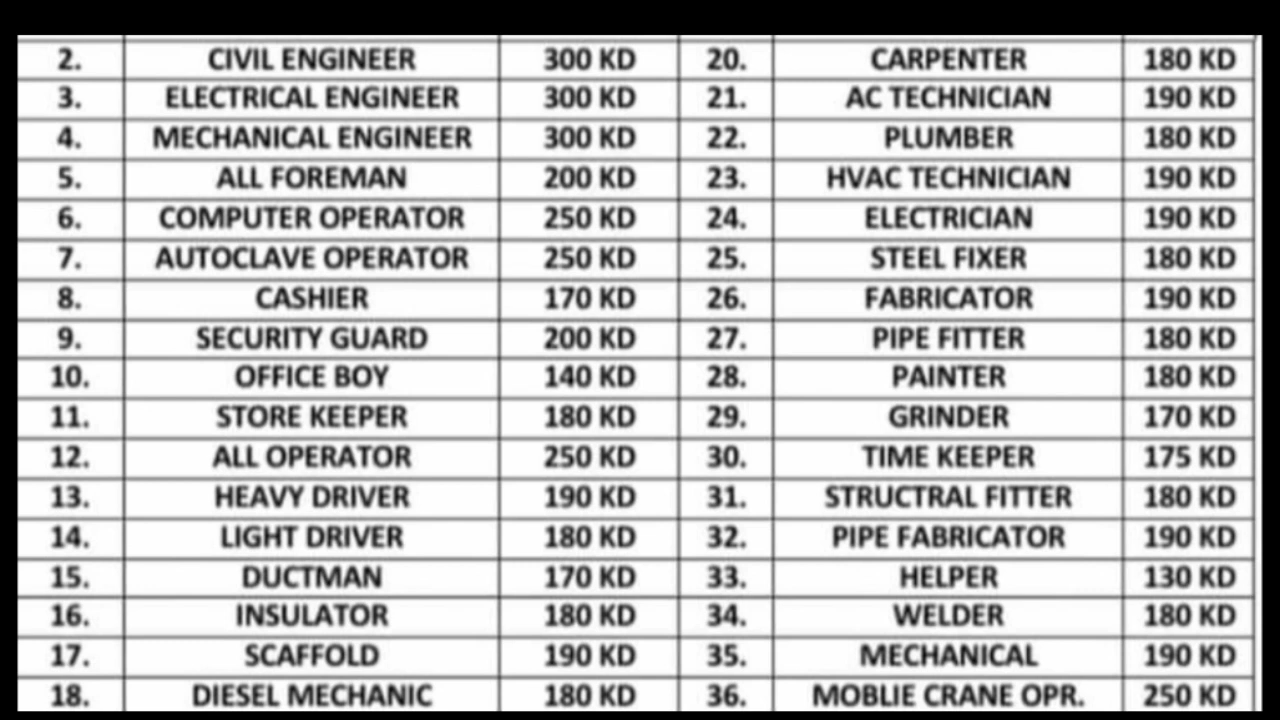 2. CIVIL ENGINEER 300 KD 20. CARPENTER 180 KD
3. ELECTRICAL ENGINEER 300 KD 21. AC TECHNICIAN 190 KD
4. MECHANICAL ENGINEER 300 KD 22. PLUMBER 180 KD
5. ALL FOREMAN 200 KD 23. HVAC TECHNICIAN 190 KD
6. COMPUTER OPERATOR 250 KD 24. ELECTRICIAN 190 KD
7. AUTOCLAVE OPERATOR 250 KD 25. STEEL FIXER 180 KD
8. CASHIER 170 KD 26. FABRICATOR 190 KD
9. SECURITY GUARD 200 KD 27. PIPE FITTER 180 KD
10. OFFICE BOY 140 KD 28. PAINTER 180 KD
11. STORE KEEPER 180 KD 29. GRINDER 170 KD
12. ALL OPERATOR 250 KD 30. TIME KEEPER 175 KD
13. HEAVY DRIVER 190 KD 31. STRUCTRAL FITTER 180 KD
14. LIGHT DRIVER 180 KD 32. PIPE FABRICATOR 190 KD
15. DUCTMAN 170 KD 33. HELPER 130 KD
16. INSULATOR 180 KD 34. WELDER 180 KD
17. SCAFFOLD 190 KD 35. MECHANICAL 190 KD
18. DIESEL MECHANIC 180 KD 36. MOBLIE CRANE OPR. 250 KD